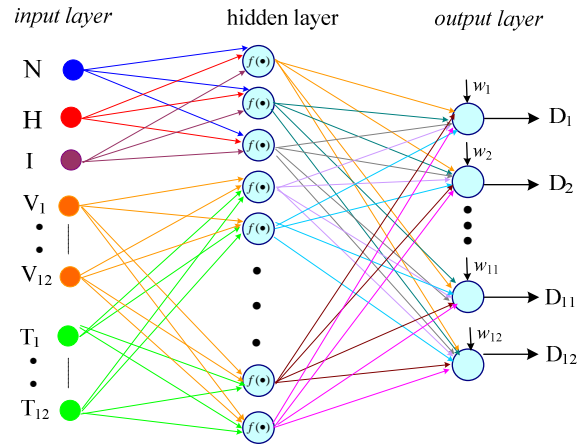 input layer
hidden layer
output layer
N
H
I
V1
V12
T1
T12
f(•)
f(•)
f(•)
f(•)
f(•)
f(•)
f(•)
w1
D1
w2
D2
w11
D11
w12
D12